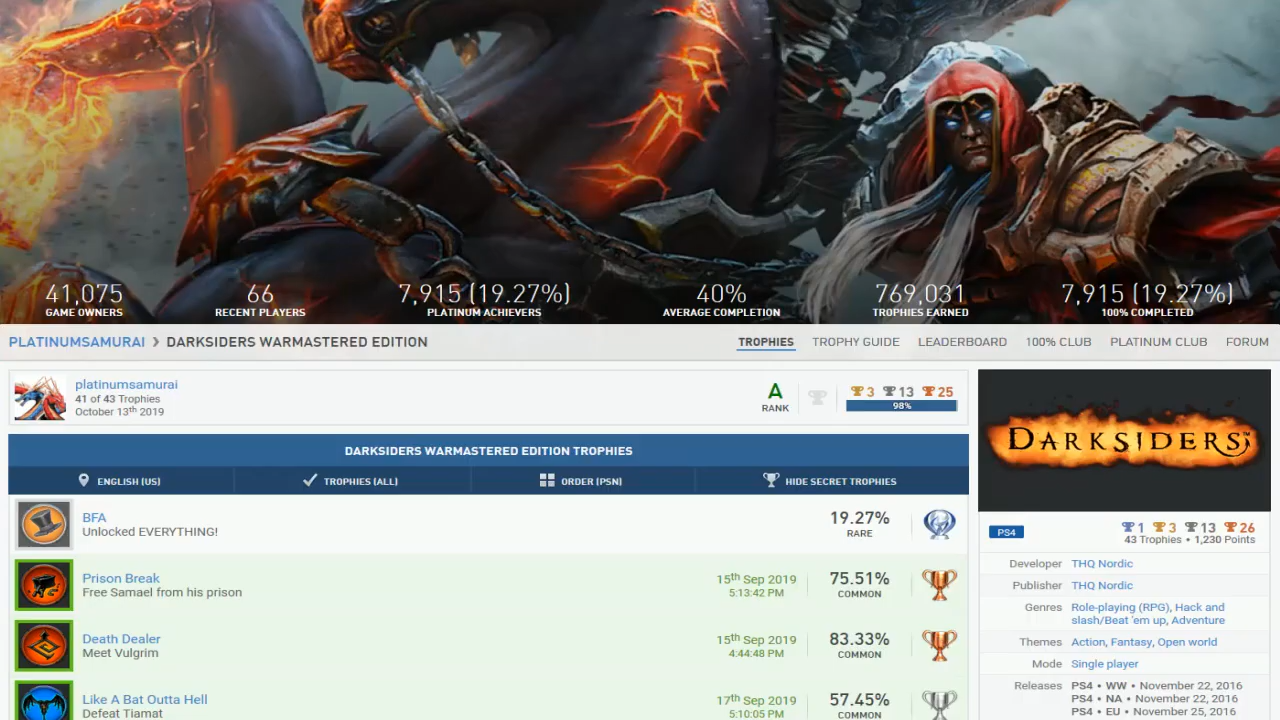 41,075
GAME OWNERS
66
RECENT PLAYERS
7,915 (19.27%)
PLATINUM ACHIEVERS
40%
AVERAGE COMPLETION
769,031
TROPHIES EARNED
7,915 (19.27%)
100% COMPLETED
PLATINUMSAMURAI › DARKSIDERS WARMASTERED EDITION
TROPHIES TROPHY GUIDE LEADERBOARD 100% CLUB PLATINUM CLUB FORUM
platinumsamurai
41 of 43 Trophies
October 13th 2019
A
RANK
3 13 25
98%
DARKSIDERS WARMASTERED EDITION TROPHIES
ENGLISH (US) TROPHIES (ALL) ORDER (PSN) HIDE SECRET TROPHIES
BFA
Unlocked EVERYTHING!
19.27%
RARE
Prison Break
Free Samael from his prison
15th Sep 2019
5:13:42 PM
75.51%
COMMON
Death Dealer
Meet Vulgrim
15th Sep 2019
4:44:48 PM
83.33%
COMMON
Like A Bat Outta Hell
Defeat Tiamat
17th Sep 2019
5:10:05 PM
57.45%
COMMON
DARKSIDERS™
PS4
1 3 13 26
43 Trophies • 1,230 Points
Developer THQ Nordic
Publisher THQ Nordic
Genres Role-playing (RPG), Hack and
slash/Beat 'em up, Adventure
Themes Action, Fantasy, Open world
Mode Single player
Releases PS4 • WW • November 22, 2016
PS4 • NA • November 22, 2016
PS4 • EU • November 25, 2016